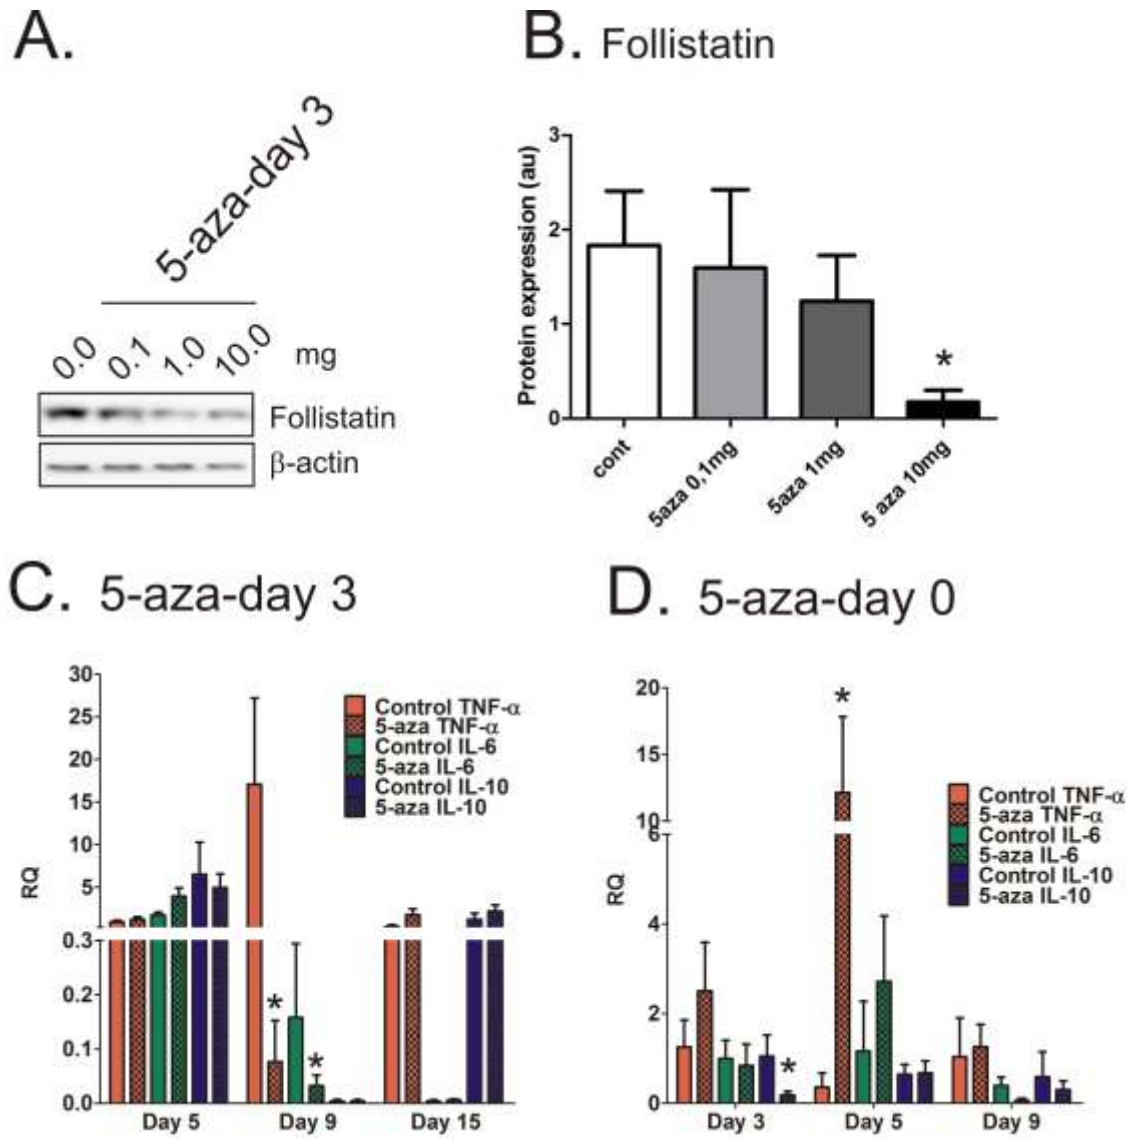 A.
5-aza-day 3
0.0 0.1 1.0 10.0 mg
Follistatin
β-actin
B. Follistatin
Protein expression (au)
3
2
1
0
*
cont
5aza 0,1mg
5aza 1mg
5 aza 10mg
C. 5-aza-day 3
RQ
30
25
20
15
10
5
0.3
0.2
0.1
0.0
Control TNF-α
5-aza TNF-α
Control IL-6
5-aza IL-6
Control IL-10
5-aza IL-10
*
*
Day 5 Day 9 Day 15
D. 5-aza-day 0
RQ
20
15
10
6
4
2
0
*
*
Control TNF-α
5-aza TNF-α
Control IL-6
5-aza IL-6
Control IL-10
5-aza IL-10
Day 3 Day 5 Day 9